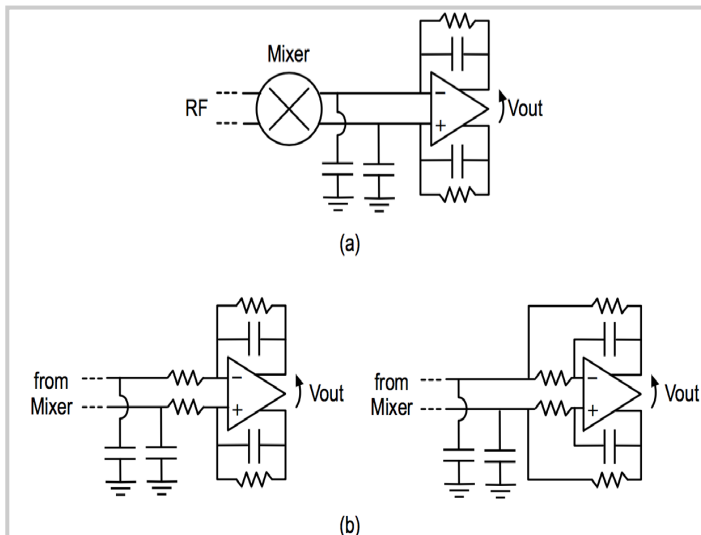 Mixer
RF
−
+
Vout
(a)
from
Mixer
−
+
Vout
from
Mixer
−
+
Vout
(b)